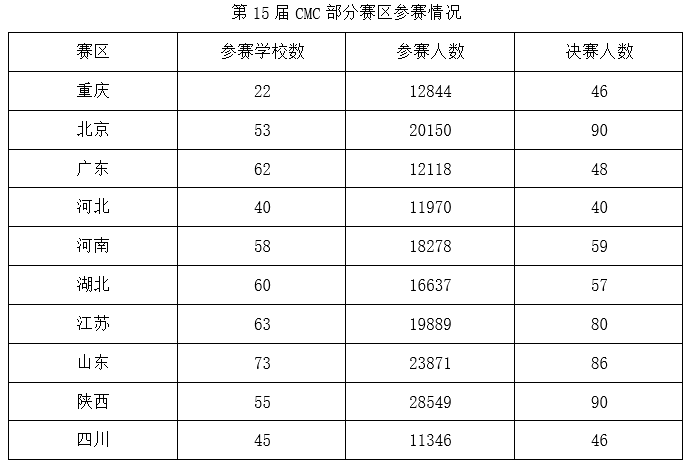 第 15 届 CMC 部分赛区参赛情况
赛区 参赛学校数 参赛人数 决赛人数
重庆 22 12844 46
北京 53 20150 90
广东 62 12118 48
河北 40 11970 40
河南 58 18278 59
湖北 60 16637 57
江苏 63 19889 80
山东 73 23871 86
陕西 55 28549 90
四川 45 11346 46